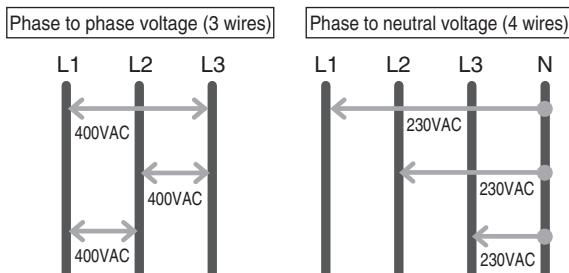 Phase to phase voltage (3 wires)
Phase to neutral voltage (4 wires)
L1 L2 L3
L1 L2 L3 N
400VAC
230VAC
400VAC
230VAC
400VAC
230VAC